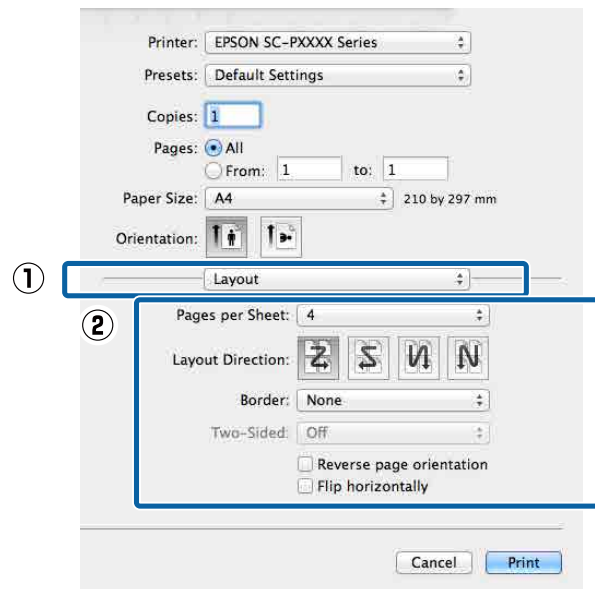 Printer: EPSON SC-PXXXX Series
Presets: Default Settings
Copies: 1
Pages: All
From: 1 to: 1
Paper Size: A4 210 by 297 mm
Orientation:
① Layout
② Pages per Sheet: 4
Layout Direction:
Border: None
Two-Sided: Off
Reverse page orientation
Flip horizontally
Cancel Print